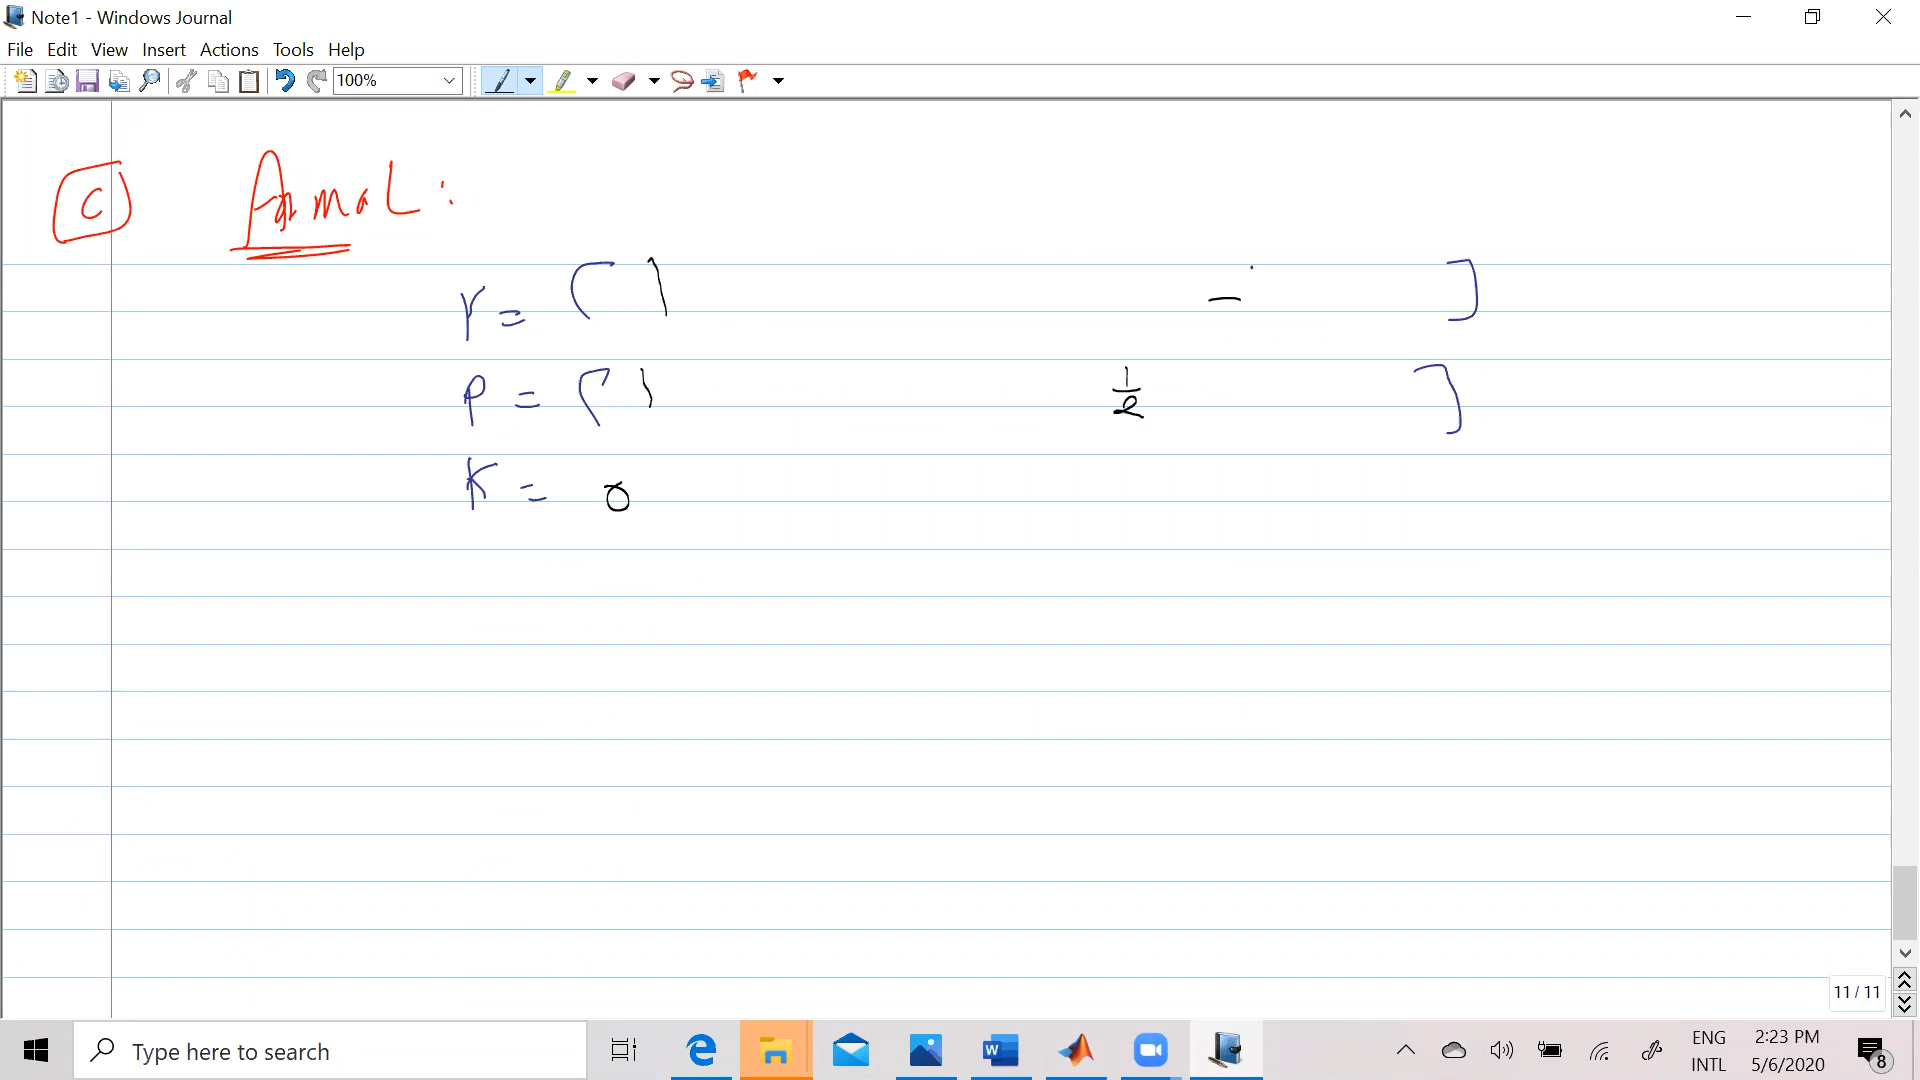 Note1 - Windows Journal
File Edit View Insert Actions Tools Help
100%
C
r = [ 1 - ]
P = [ 1 1/2 ]
K = 0
11 / 11
Type here to search
ENG
INTL
2:23 PM
5/6/2020
8